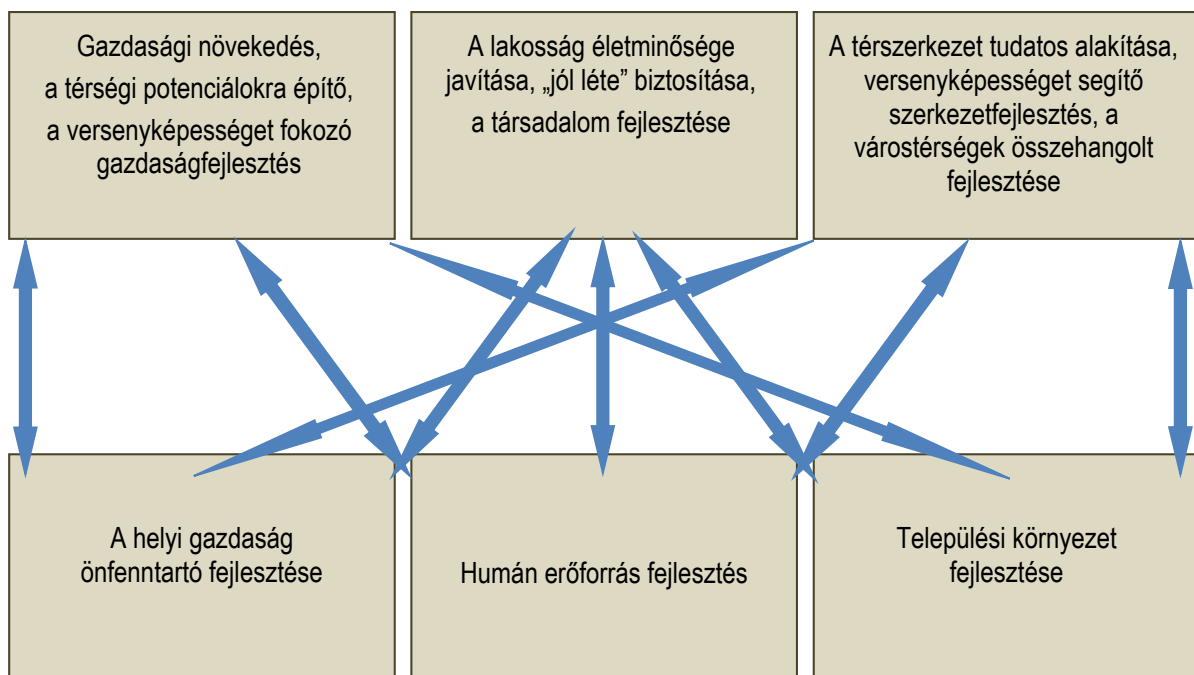 Gazdasági növekedés,
a térségi potenciálokra építő,
a versenyképességet fokozó
gazdaságfejlesztés
A lakosság életminősége
javítása, „jól léte” biztosítása,
a társadalom fejlesztése
A térszerkezet tudatos alakítása,
versenyképességet segítő
szerkezetfejlesztés, a
várostérségek összehangolt
fejlesztése
A helyi gazdaság
önfenntartó fejlesztése
Humán erőforrás fejlesztés
Települési környezet
fejlesztése